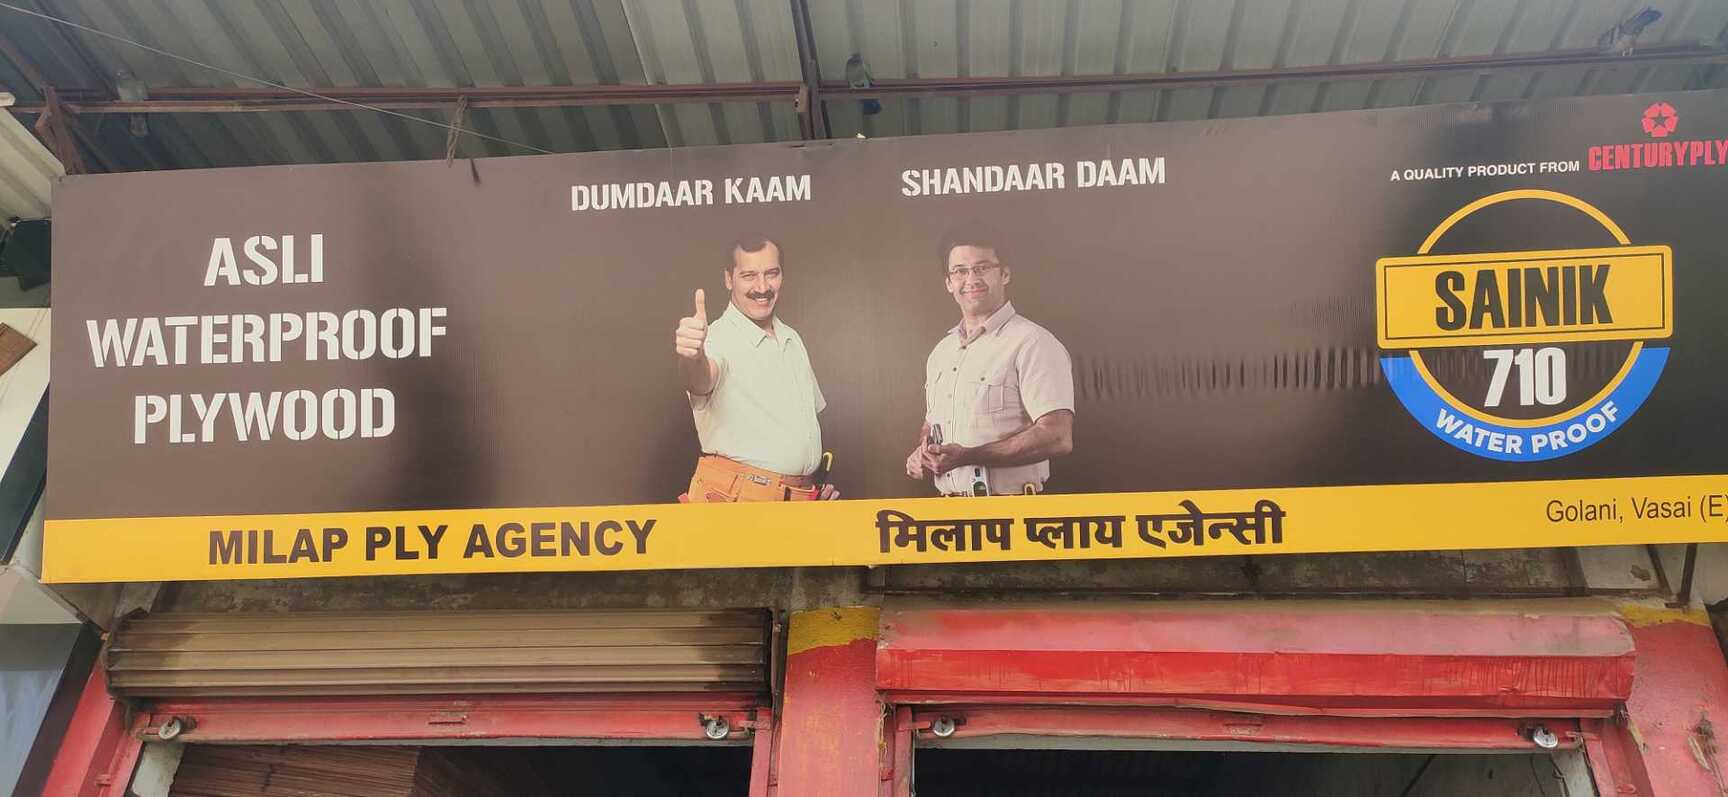 ASLI
WATERPROOF
PLYWOOD
DUMDAAR KAAM
SHANDAAR DAAM
A QUALITY PRODUCT FROM CENTURYPLY
SAINIK
710
WATER PROOF
MILAP PLY AGENCY
मिलाप प्लाय एजेन्सी
Golani, Vasai (E)